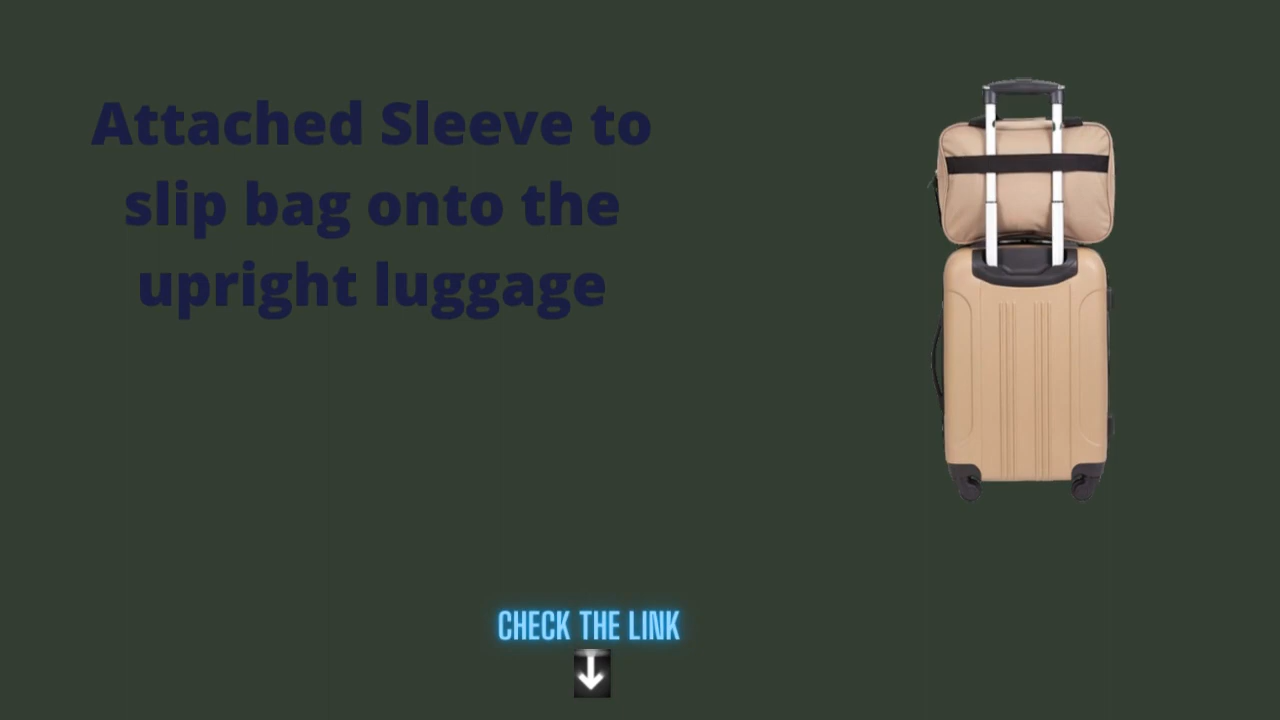 Attached Sleeve to
slip bag onto the
upright luggage
CHECK THE LINK